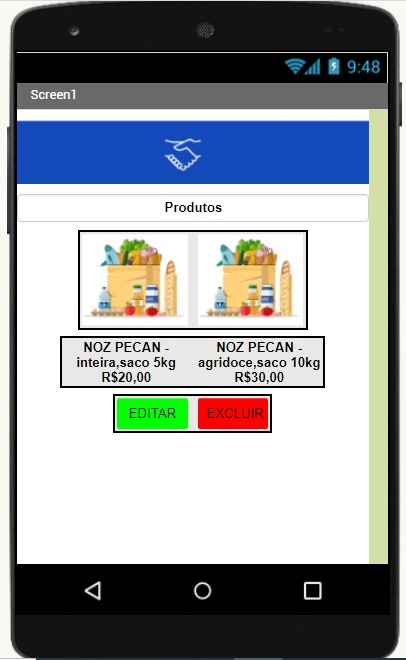 9:48
Screen1
Produtos
NOZ PECAN -
inteira,saco 5kg
R$20,00
NOZ PECAN -
agridoce,saco 10kg
R$30,00
EDITAR
EXCLUIR